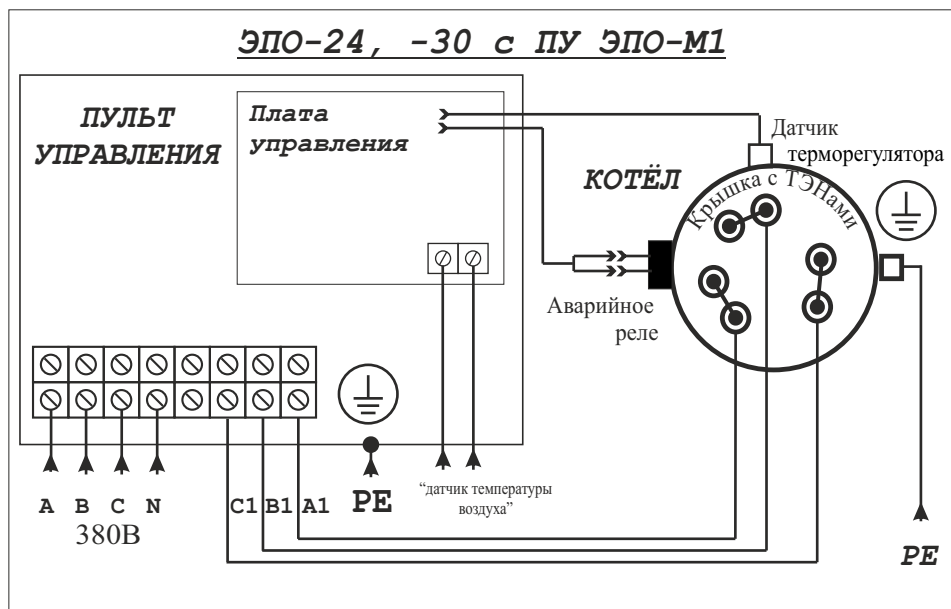 ЭПО-24, -30 с ПУ ЭПО-М1
ПУЛЬТ
УПРАВЛЕНИЯ
Плата
управления
КОТЁЛ
Датчик
терморегулятора
Крышка с ТЭНами
Аварийное
реле
A B C N
380В
C1 B1 A1
PE
“датчик температуры
воздуха”
PE